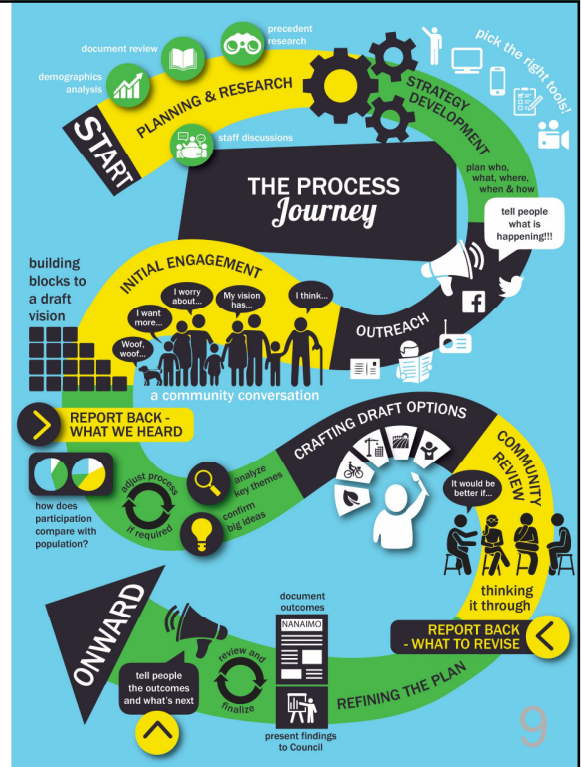 START
PLANNING & RESEARCH
demographics
analysis
document review
precedent
research
staff discussions
STRATEGY
DEVELOPMENT
pick the right tools!
plan who,
what, where,
when & how
THE PROCESS
Journey
tell people
what is
happening!!!
OUTREACH
INITIAL ENGAGEMENT
I think...
My vision
has...
I worry
about...
I want
more...
Woof,
woof...
a community conversation
building
blocks to
a draft
vision
REPORT BACK -
WHAT WE HEARD
how does
participation
compare with
population?
adjust process
if required
analyze
key themes
confirm
big ideas
CRAFTING DRAFT OPTIONS
COMMUNITY
REVIEW
It would be
better if...
thinking
it through
REPORT BACK
- WHAT TO REVISE
REFINING THE PLAN
document
outcomes
NANAIMO
present findings
to Council
review and
finalize
tell people
the outcomes
and what's next
ONWARD
9